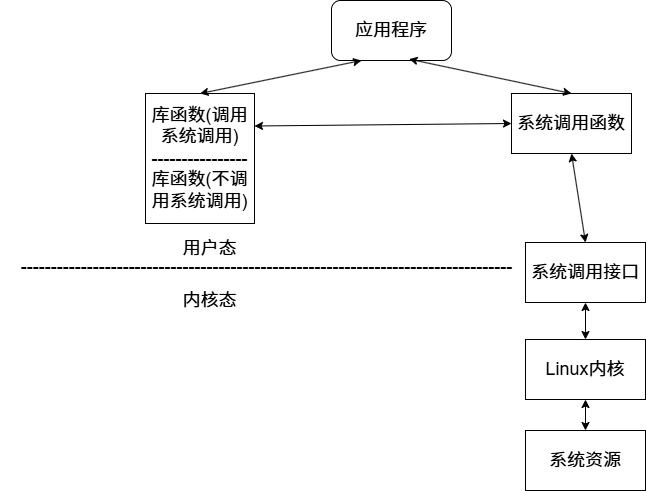 应用程序
库函数(调用
系统调用)
库函数(不调
用系统调用)
系统调用函数
用户态
系统调用接口
内核态
Linux内核
系统资源